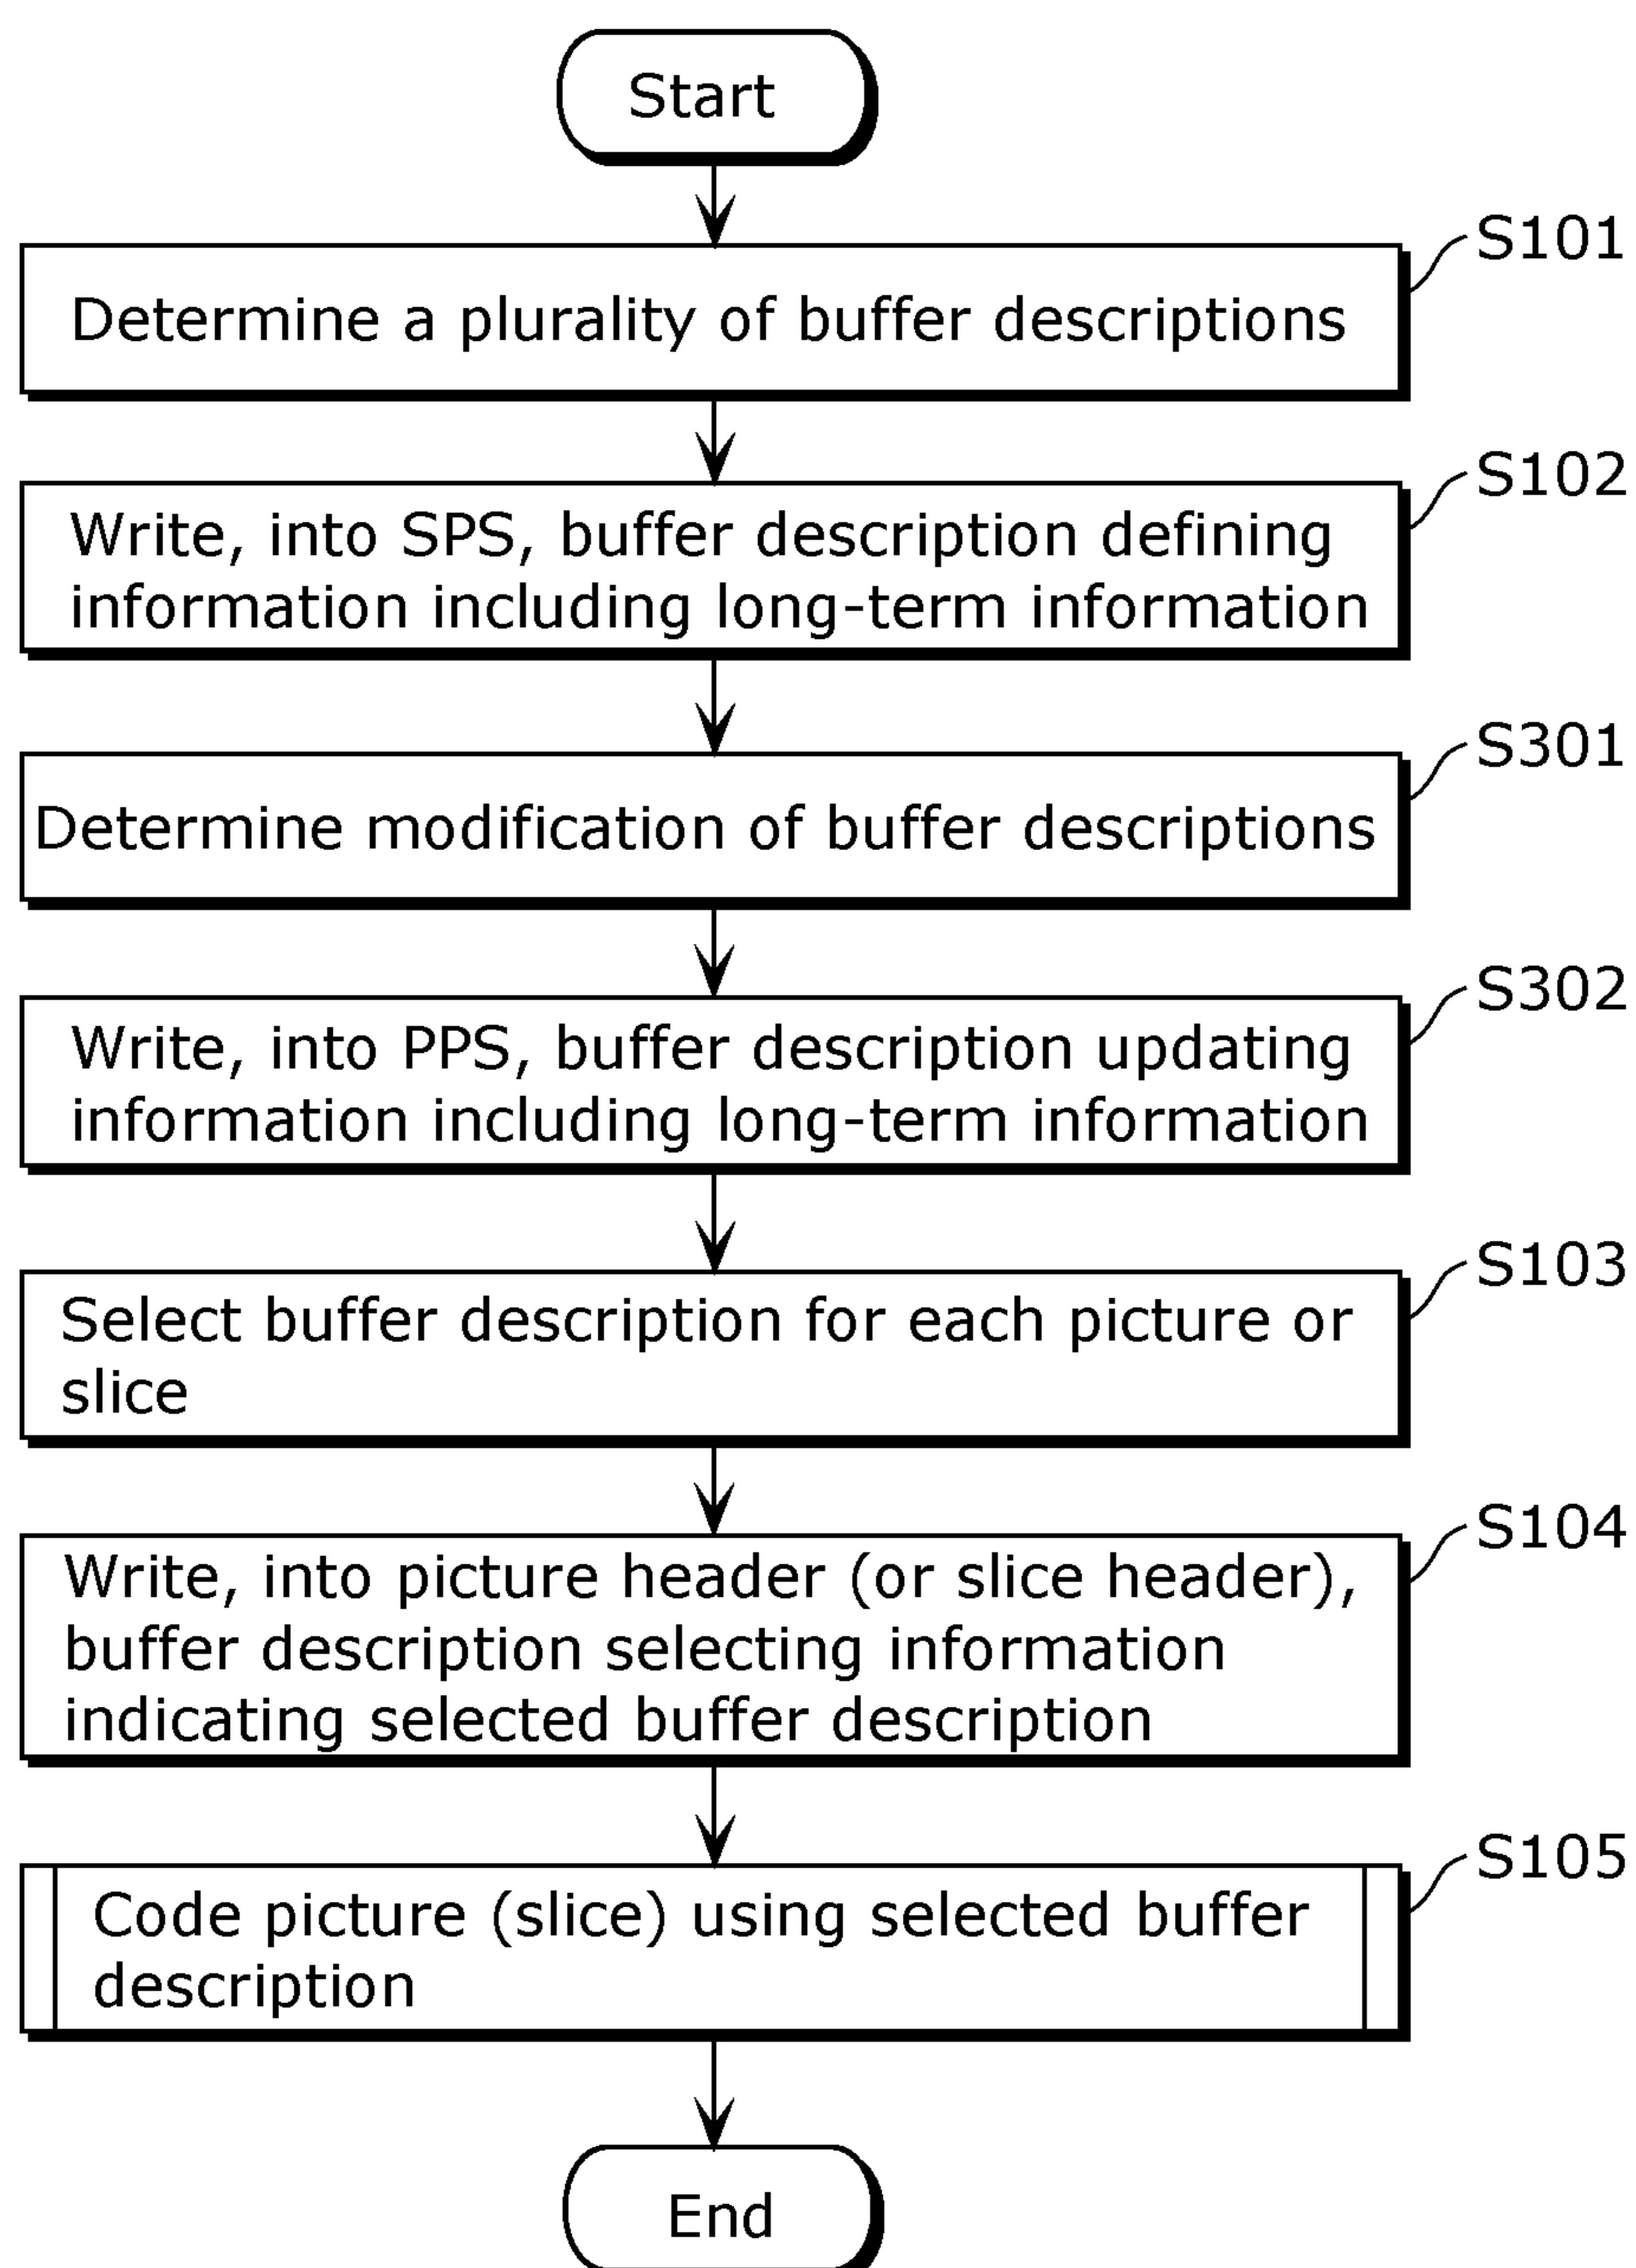 Start
S101
Determine a plurality of buffer descriptions
S102
Write, into SPS, buffer description defining
information including long-term information
S301
Determine modification of buffer descriptions
S302
Write, into PPS, buffer description updating
information including long-term information
S103
Select buffer description for each picture or
slice
S104
Write, into picture header (or slice header),
buffer description selecting information
indicating selected buffer description
S105
Code picture (slice) using selected buffer
description
End